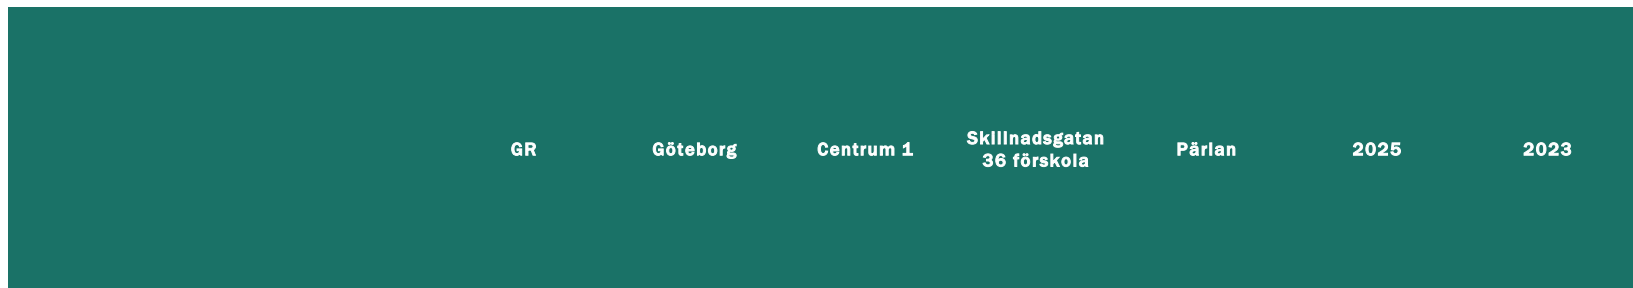 GR
Göteborg
Centrum 1
Skillnadsgatan
36 förskola
Pärlan
2025
2023